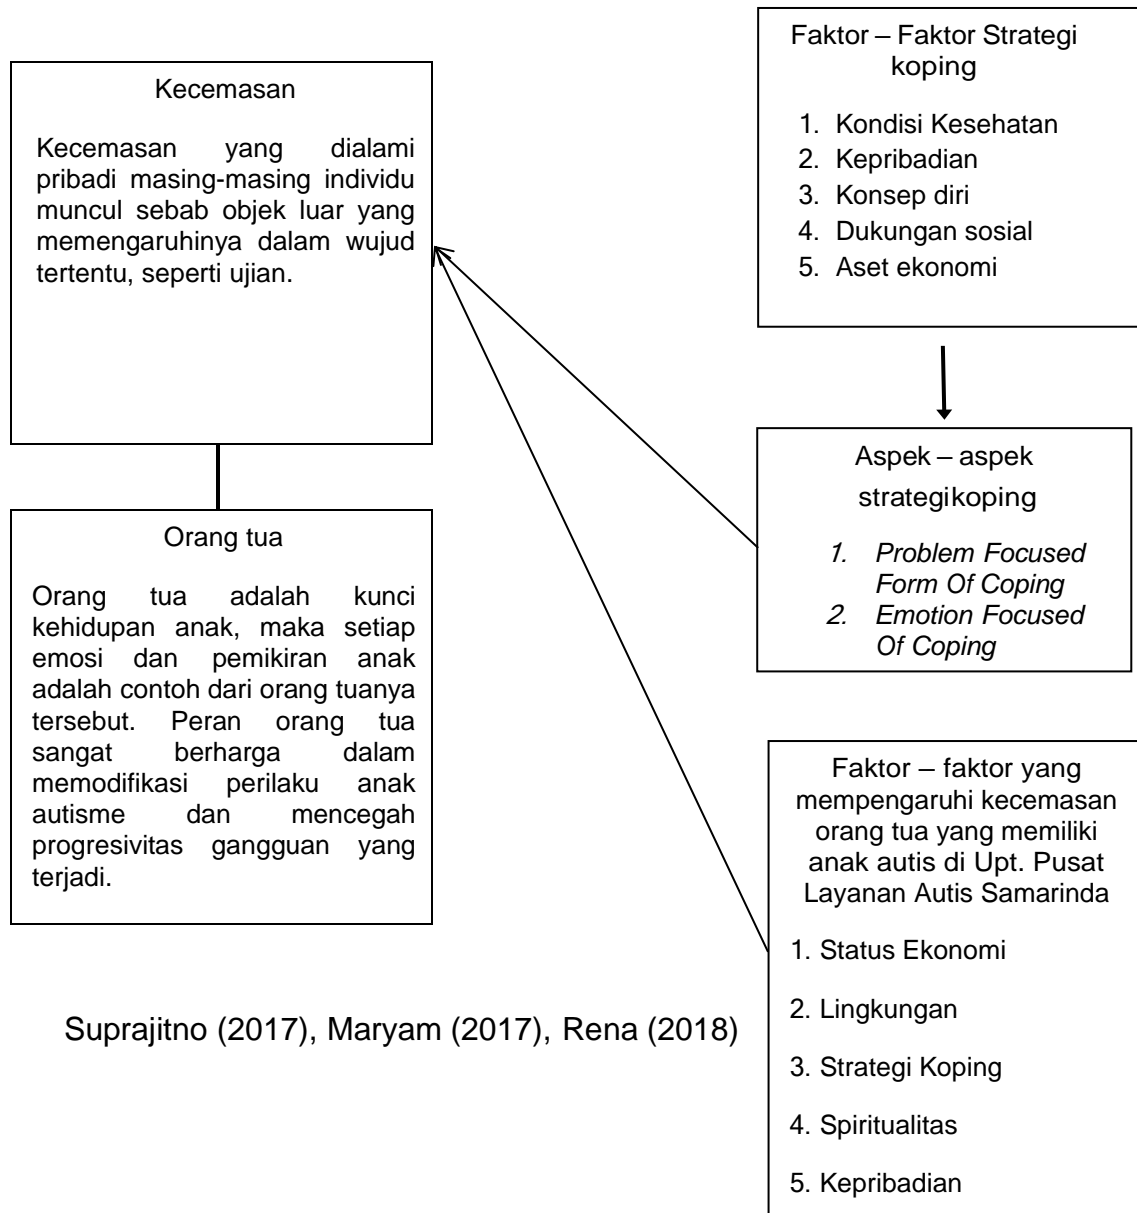 Kecemasan
Kecemasan yang dialami
pribadi masing-masing individu
muncul sebab objek luar yang
memengaruhinya dalam wujud
tertentu, seperti ujian.
Orang tua
Orang tua adalah kunci
kehidupan anak, maka setiap
emosi dan pemikiran anak
adalah contoh dari orang tuanya
tersebut. Peran orang tua
sangat berharga dalam
memodifikasi perilaku anak
autisme dan mencegah
progresivitas gangguan yang
terjadi.
Faktor – Faktor Strategi
koping
1. Kondisi Kesehatan
2. Kepribadian
3. Konsep diri
4. Dukungan sosial
5. Aset ekonomi
Aspek – aspek
strategikoping
1. Problem Focused
Form Of Coping
2. Emotion Focused
Of Coping
Faktor – faktor yang
mempengaruhi kecemasan
orang tua yang memiliki
anak autis di Upt. Pusat
Layanan Autis Samarinda
1. Status Ekonomi
2. Lingkungan
3. Strategi Koping
4. Spiritualitas
5. Kepribadian
Suprajitno (2017), Maryam (2017), Rena (2018)